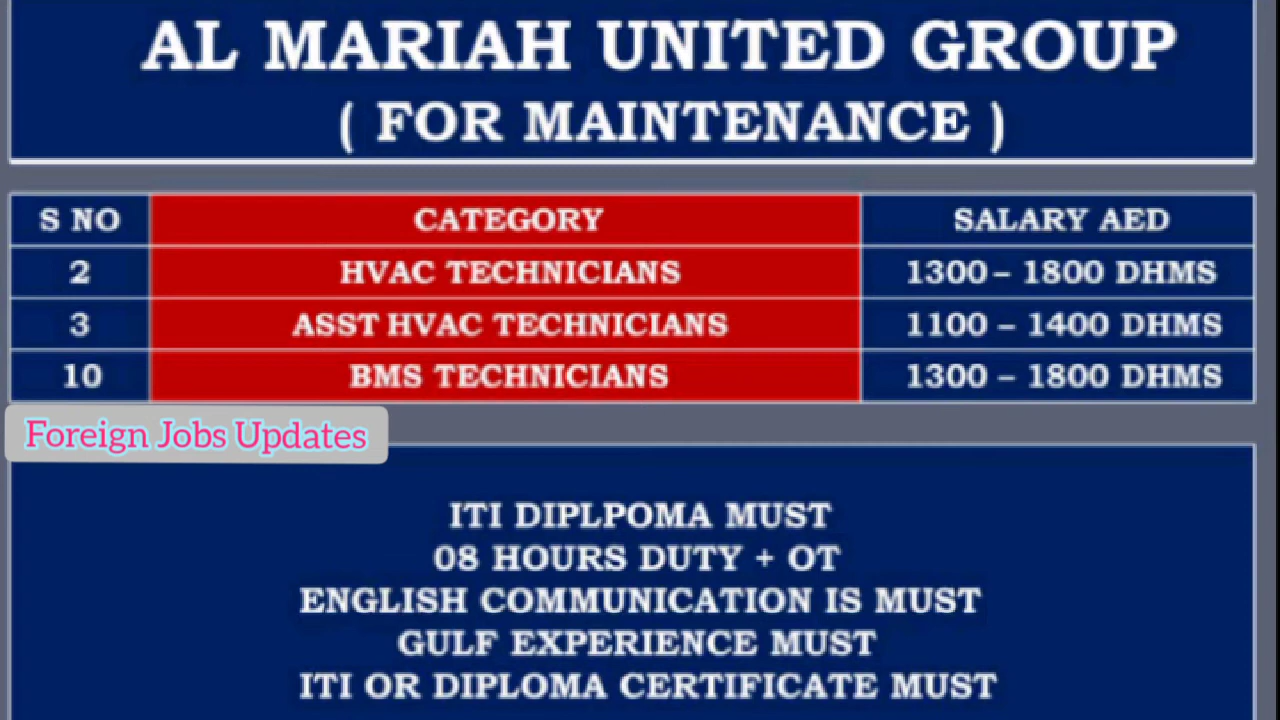 AL MARIAH UNITED GROUP
( FOR MAINTENANCE )
S NO CATEGORY SALARY AED
2 HVAC TECHNICIANS 1300 – 1800 DHMS
3 ASST HVAC TECHNICIANS 1100 – 1400 DHMS
10 BMS TECHNICIANS 1300 – 1800 DHMS
Foreign Jobs Updates
ITI DIPLPOMA MUST
08 HOURS DUTY + OT
ENGLISH COMMUNICATION IS MUST
GULF EXPERIENCE MUST
ITI OR DIPLOMA CERTIFICATE MUST